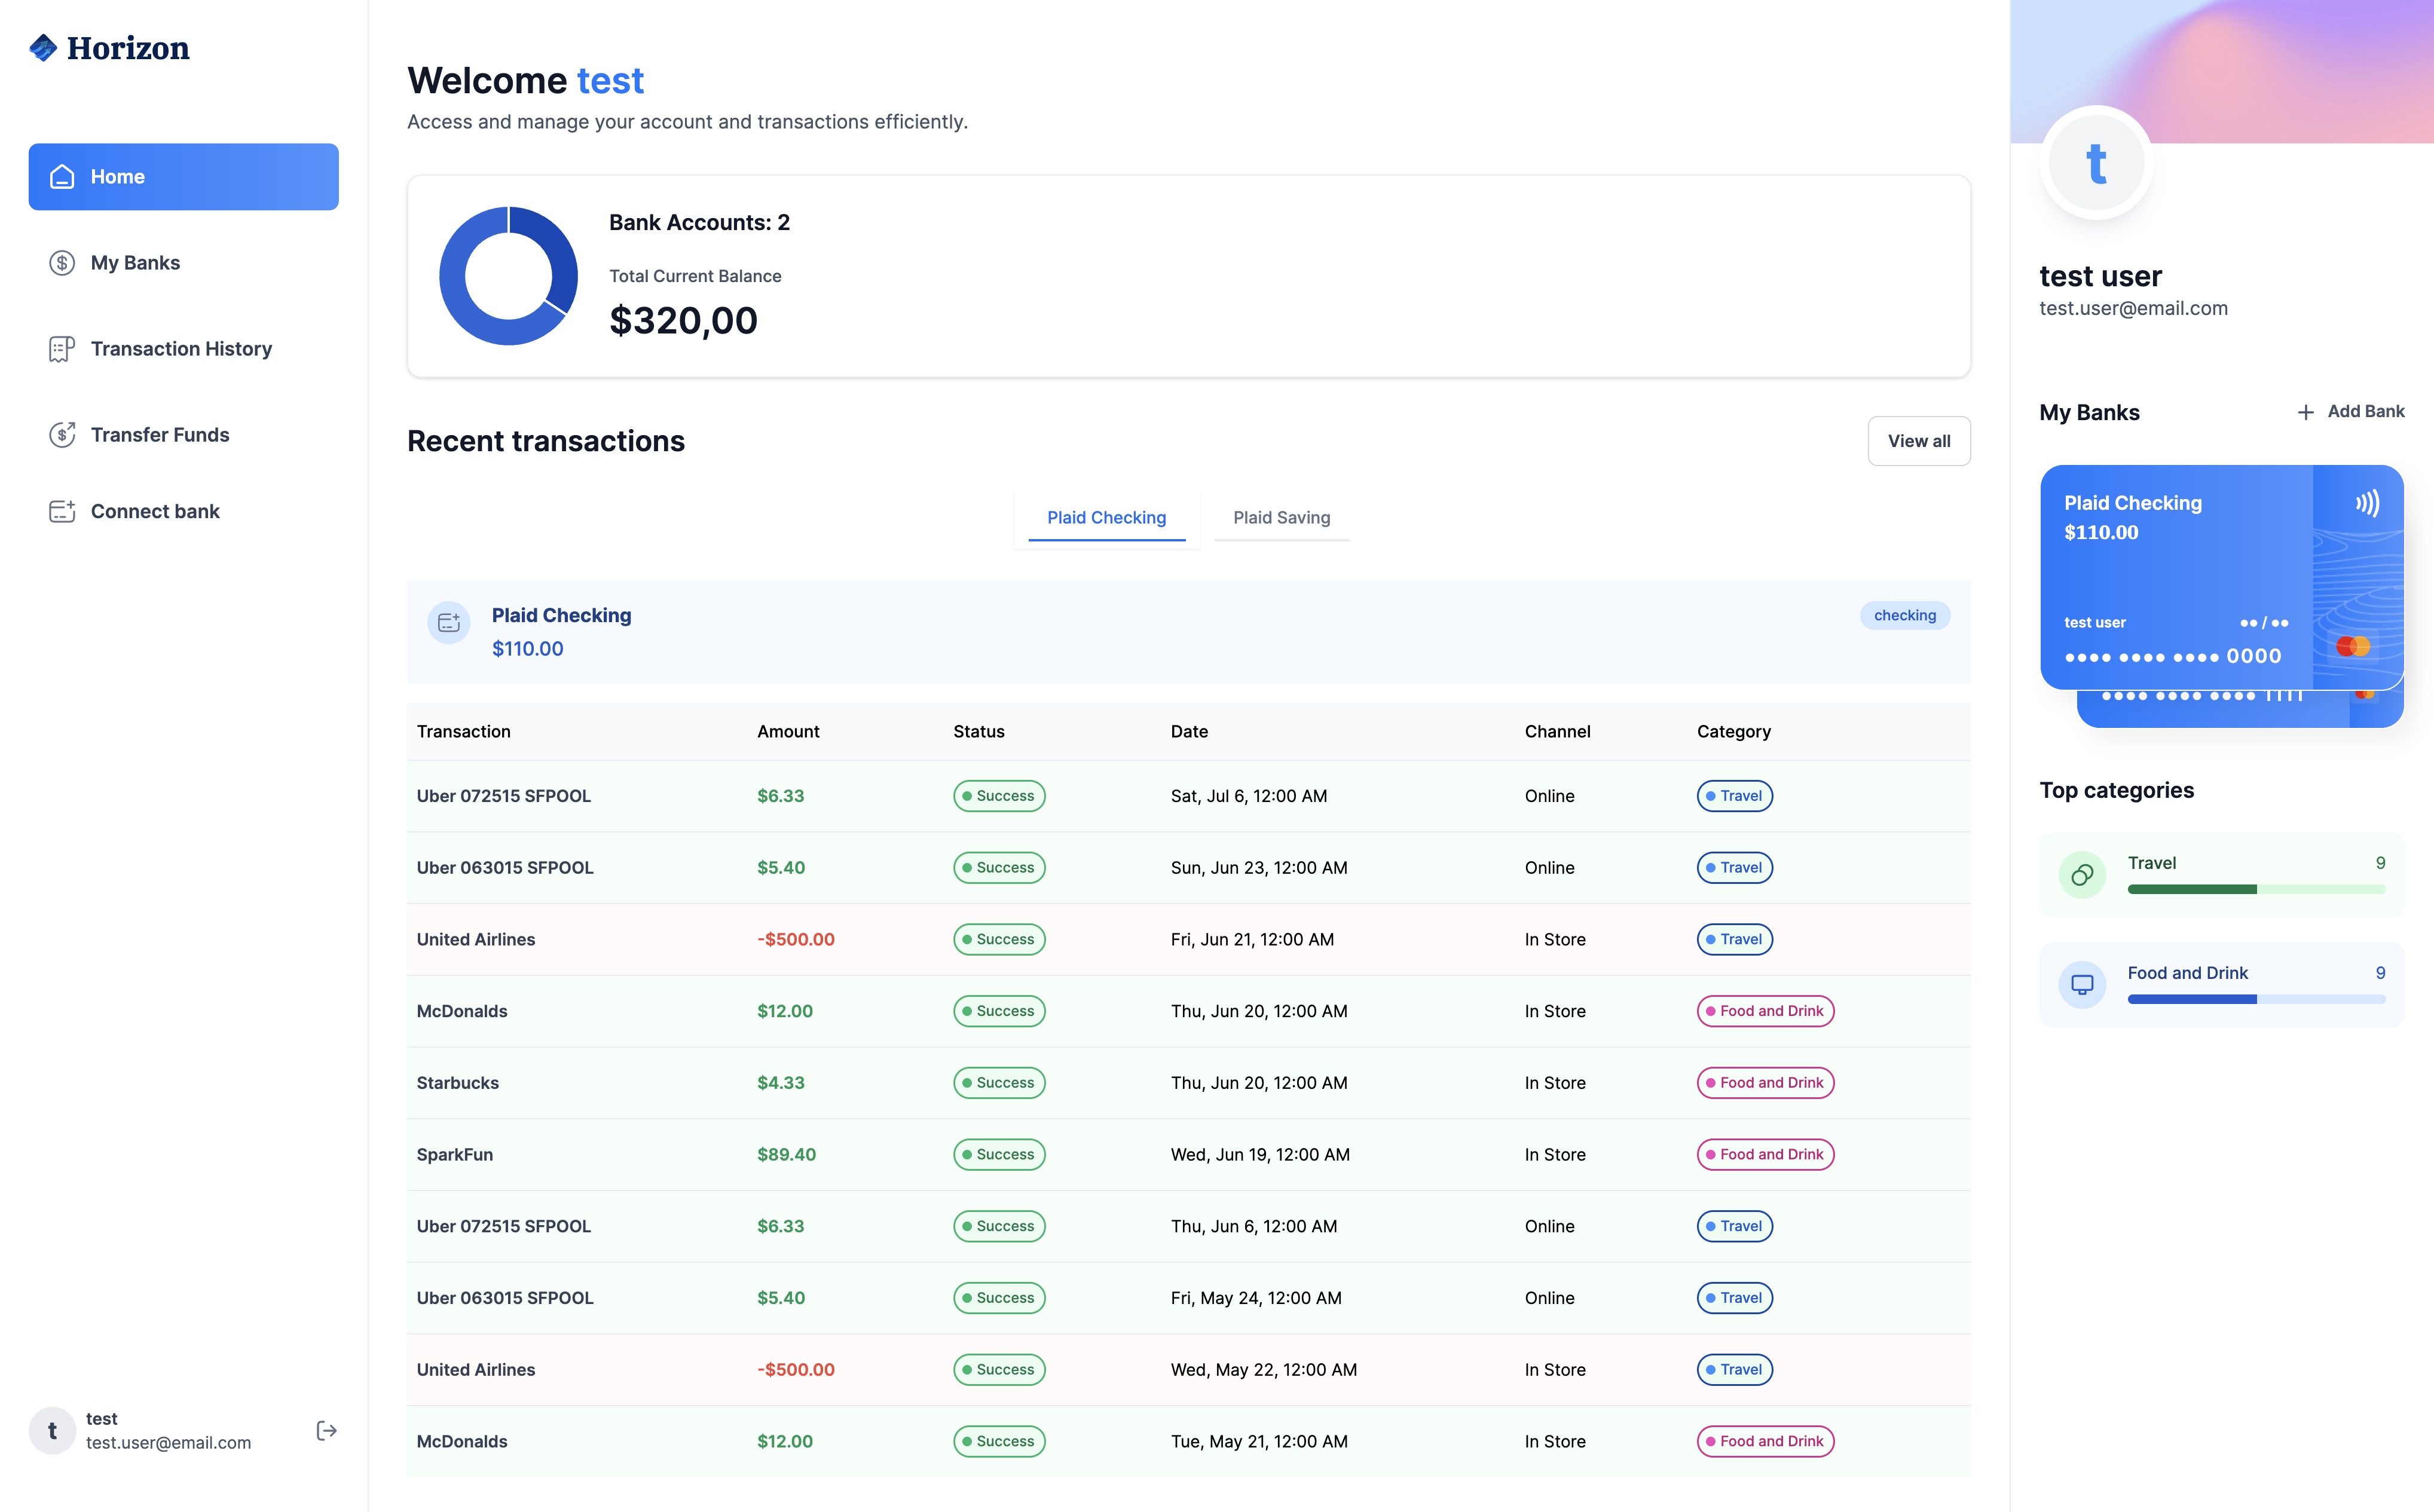 Horizon
Home
My Banks
Transaction History
Transfer Funds
Connect bank
t
test
test.user@email.com
Welcome test
Access and manage your account and transactions efficiently.
Bank Accounts: 2
Total Current Balance
$320,00
Recent transactions
View all
Plaid Checking
Plaid Saving
Plaid Checking
checking
$110.00
Transaction Amount Status Date Channel Category
Uber 072515 SFPOOL $6.33 Success Sat, Jul 6, 12:00 AM Online Travel
Uber 063015 SFPOOL $5.40 Success Sun, Jun 23, 12:00 AM Online Travel
United Airlines -$500.00 Success Fri, Jun 21, 12:00 AM In Store Travel
McDonalds $12.00 Success Thu, Jun 20, 12:00 AM In Store Food and Drink
Starbucks $4.33 Success Thu, Jun 20, 12:00 AM In Store Food and Drink
SparkFun $89.40 Success Wed, Jun 19, 12:00 AM In Store Food and Drink
Uber 072515 SFPOOL $6.33 Success Thu, Jun 6, 12:00 AM Online Travel
Uber 063015 SFPOOL $5.40 Success Fri, May 24, 12:00 AM Online Travel
United Airlines -$500.00 Success Wed, May 22, 12:00 AM In Store Travel
McDonalds $12.00 Success Tue, May 21, 12:00 AM In Store Food and Drink
t
test user
test.user@email.com
My Banks
+ Add Bank
Plaid Checking
$110.00
test user ●● / ●●
●●●● ●●●● ●●●● 0000
Top categories
Travel 9
Food and Drink 9